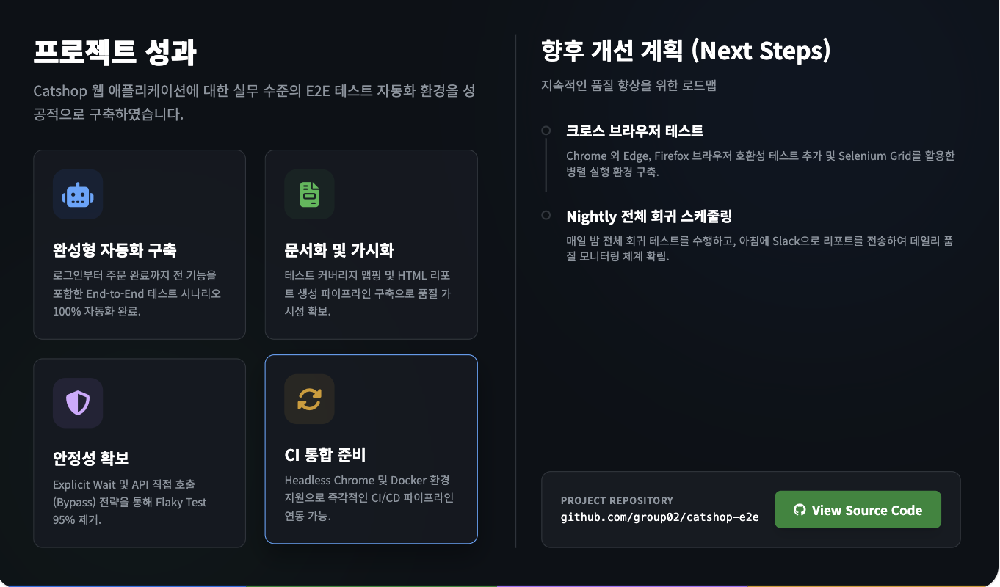 프로젝트 성과
Catshop 웹 애플리케이션에 대한 실무 수준의 E2E 테스트 자동화 환경을 성
공적으로 구축하였습니다.
완성형 자동화 구축
로그인부터 주문 완료까지 전 기능을
포함한 End-to-End 테스트 시나리오
100% 자동화 완료.
문서화 및 가시화
테스트 커버리지 맵핑 및 HTML 리포
트 생성 파이프라인 구축으로 품질 가
시성 확보.
안정성 확보
Explicit Wait 및 API 직접 호출
(Bypass) 전략을 통해 Flaky Test
95% 제거.
CI 통합 준비
Headless Chrome 및 Docker 환경
지원으로 즉각적인 CI/CD 파이프라인
연동 가능.
향후 개선 계획 (Next Steps)
지속적인 품질 향상을 위한 로드맵
크로스 브라우저 테스트
Chrome 외 Edge, Firefox 브라우저 호환성 테스트 추가 및 Selenium Grid를 활용한
병렬 실행 환경 구축.
Nightly 전체 회귀 스케줄링
매일 밤 전체 회귀 테스트를 수행하고, 아침에 Slack으로 리포트를 전송하여 데일리 품
질 모니터링 체계 확립.
PROJECT REPOSITORY
github.com/group02/catshop-e2e
View Source Code